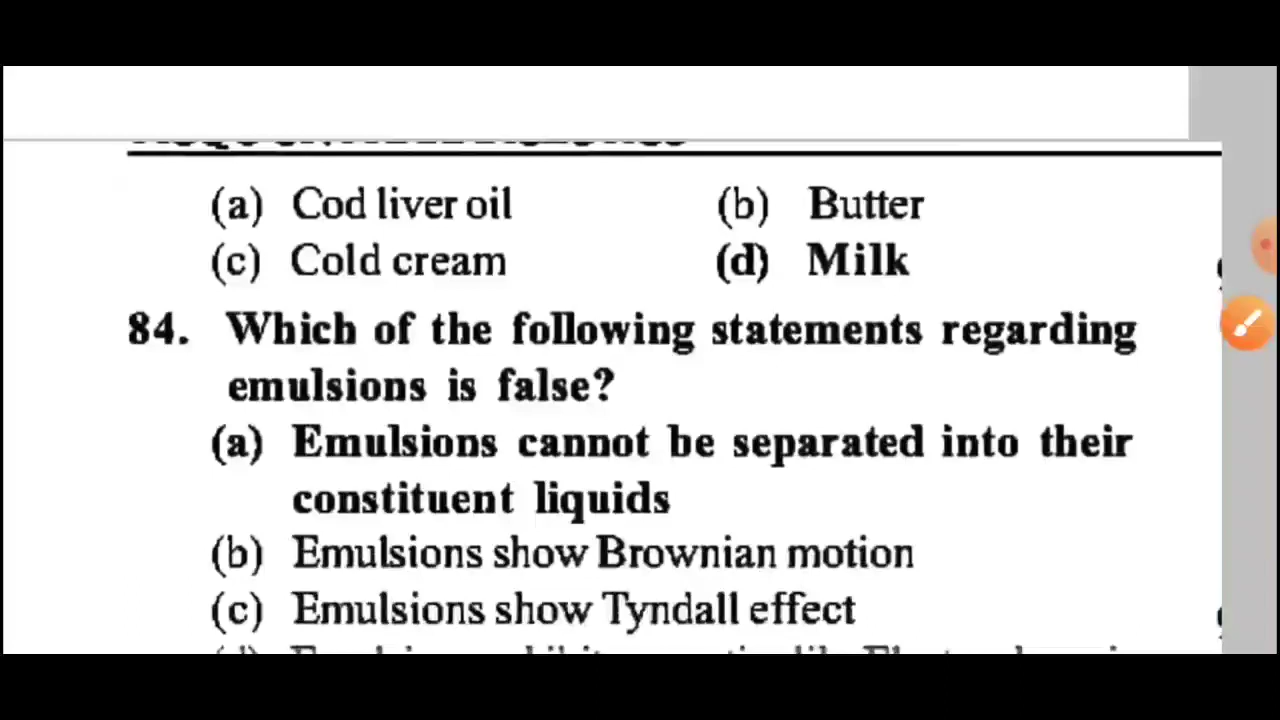 (a) Cod liver oil (b) Butter
(c) Cold cream (d) Milk
84. Which of the following statements regarding
emulsions is false?
(a) Emulsions cannot be separated into their
constituent liquids
(b) Emulsions show Brownian motion
(c) Emulsions show Tyndall effect